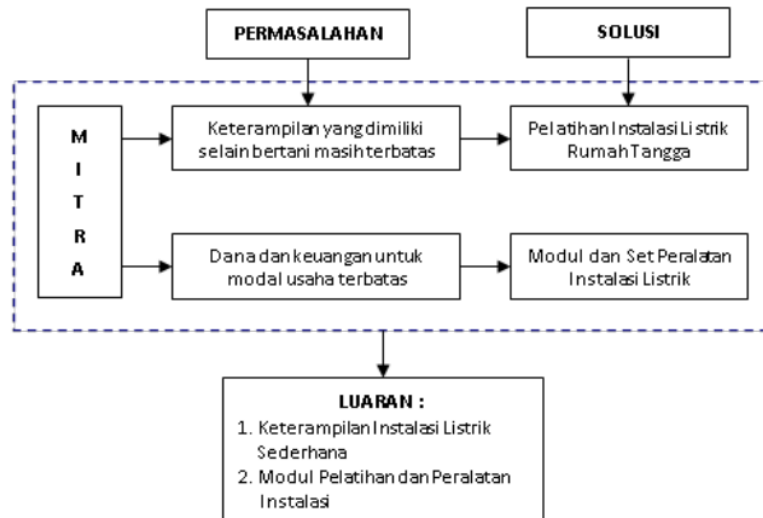 PERMASALAHAN
SOLUSI
M
I
T
R
A
Keterampilan yang dimiliki
selain bertani masih terbatas
Pelatihan Instalasi Listrik
Rumah Tangga
Dana dan keuangan untuk
modal usaha terbatas
Modul dan Set Peralatan
Instalasi Listrik
LUARAN :
1. Keterampilan Instalasi Listrik
Sederhana
2. Modul Pelatihan dan Peralatan
Instalasi